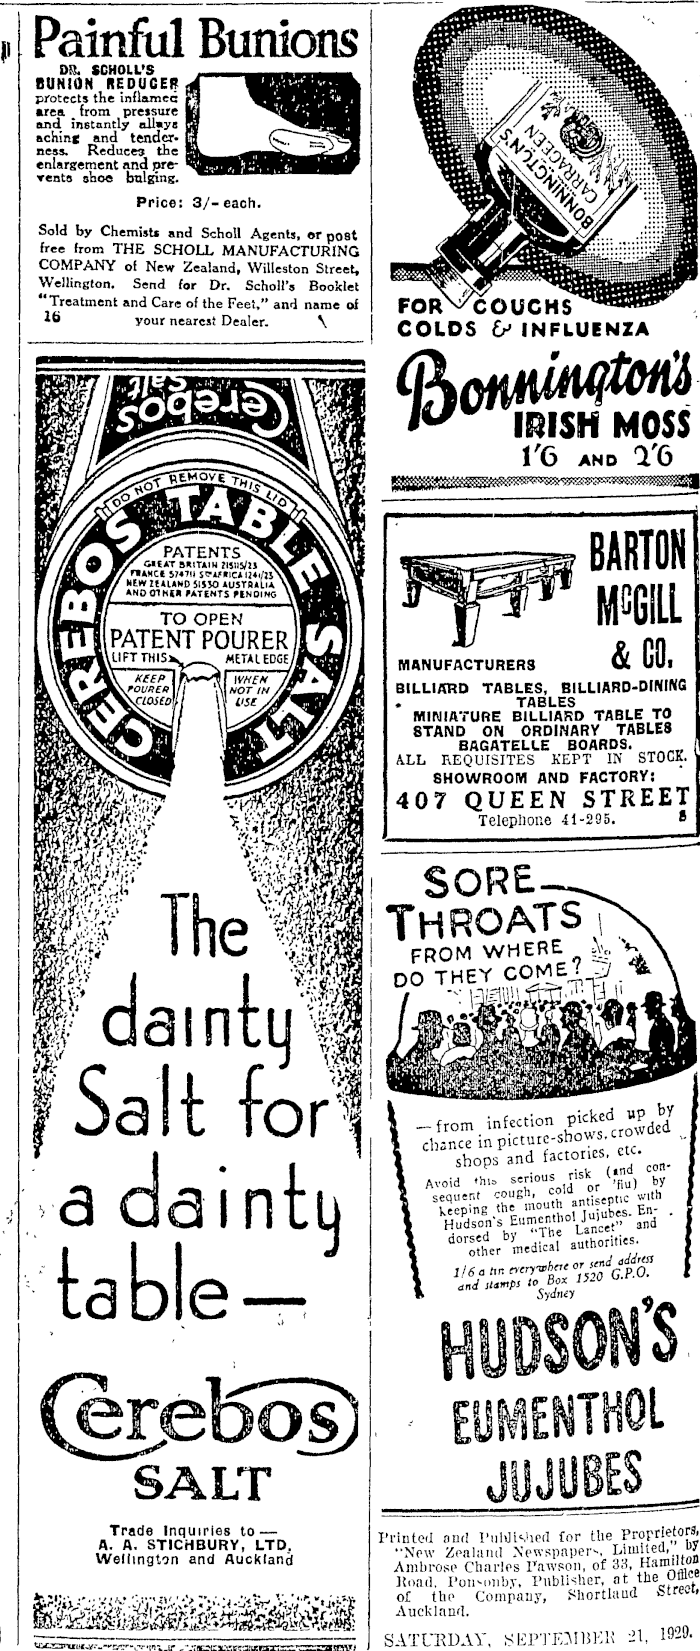 Painful Bunions
DR. SCHOLL'S
BUNION REDUCER
protects the inflamed
area from pressure
and instantly allays
aching and tender-
ness. Reduces the
enlargement and pre-
vents shoe bulging.
Price: 3/- each.
Sold by Chemists and Scholl Agents, or post
free from THE SCHOLL MANUFACTURING
COMPANY of New Zealand, Willeston Street,
Wellington. Send for Dr. Scholl's Booklet
"Treatment and Care of the Feet," and name of
16 your nearest Dealer.
Cerebos
Salt
DO NOT REMOVE THIS LID
CEREBOS TABLE SALT
PATENTS
GREAT BRITAIN 215115/23
FRANCE 574711 STH AFRICA 1241/23
NEW ZEALAND 51530 AUSTRALIA
AND OTHER PATENTS PENDING
TO OPEN
PATENT POURER
LIFT THIS METAL EDGE
KEEP
POURER
CLOSED
WHEN
NOT IN
USE
The
dainty
Salt for
a dainty
table—
Cerebos
SALT
Trade Inquiries to —
A. A. STICHBURY, LTD.
Wellington and Auckland
BONNINGTON'S
CARRAGEEN
BONNINGTON
FOR COUGHS
COLDS & INFLUENZA
Bonnington's
IRISH MOSS
1'6 AND 2'6
BARTON
McGILL
& CO.
MANUFACTURERS
BILLIARD TABLES, BILLIARD-DINING
TABLES
MINIATURE BILLIARD TABLE TO
STAND ON ORDINARY TABLES
BAGATELLE BOARDS.
ALL REQUISITES KEPT IN STOCK.
SHOWROOM AND FACTORY:
407 QUEEN STREET
Telephone 41-295.
SORE
THROATS
FROM WHERE
DO THEY COME?
—from infection picked up by
chance in picture-shows, crowded
shops and factories, etc.
Avoid this serious risk (and con-
sequent cough, cold or 'flu) by
keeping the mouth antiseptic with
Hudson's Eumenthol Jujubes. En-
dorsed by "The Lancet" and
other medical authorities.
1/6 a tin everywhere or send address
and stamps to Box 1520 G.P.O.
Sydney
HUDSON'S
EUMENTHOL
JUJUBES
Printed and Published for the Proprietors,
"New Zealand Newspapers, Limited," by
Ambrose Charles Pawson, of 33, Hamilton
Road, Ponsonby, Publisher, at the Office
of the Company, Shortland Street,
Auckland.
SATURDAY, SEPTEMBER 21, 1929.